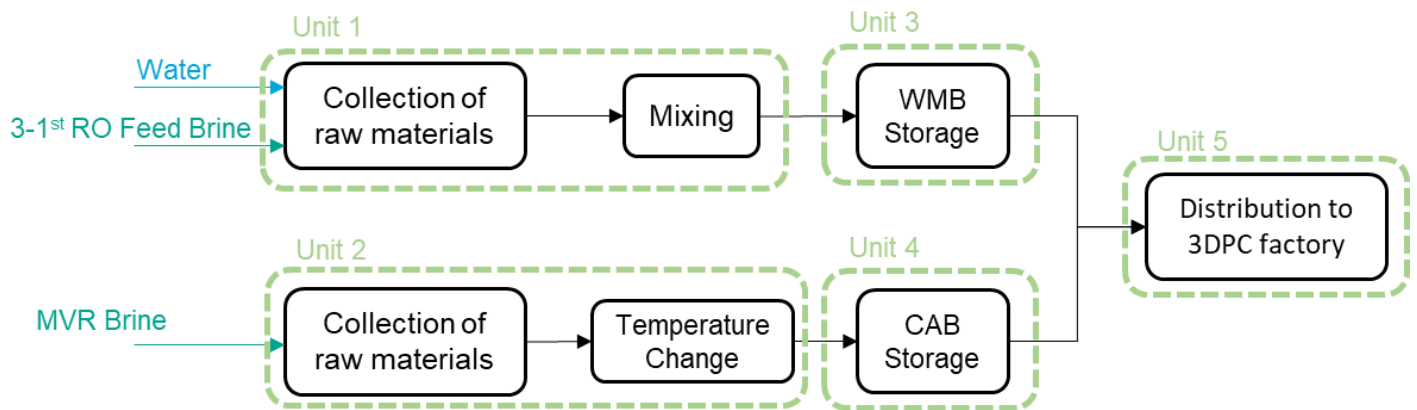 Unit 1
Water
3-1st RO Feed Brine
Collection of
raw materials
Mixing
Unit 3
WMB
Storage
Unit 5
Distribution to
3DPC factory
Unit 2
MVR Brine
Collection of
raw materials
Temperature
Change
Unit 4
CAB
Storage